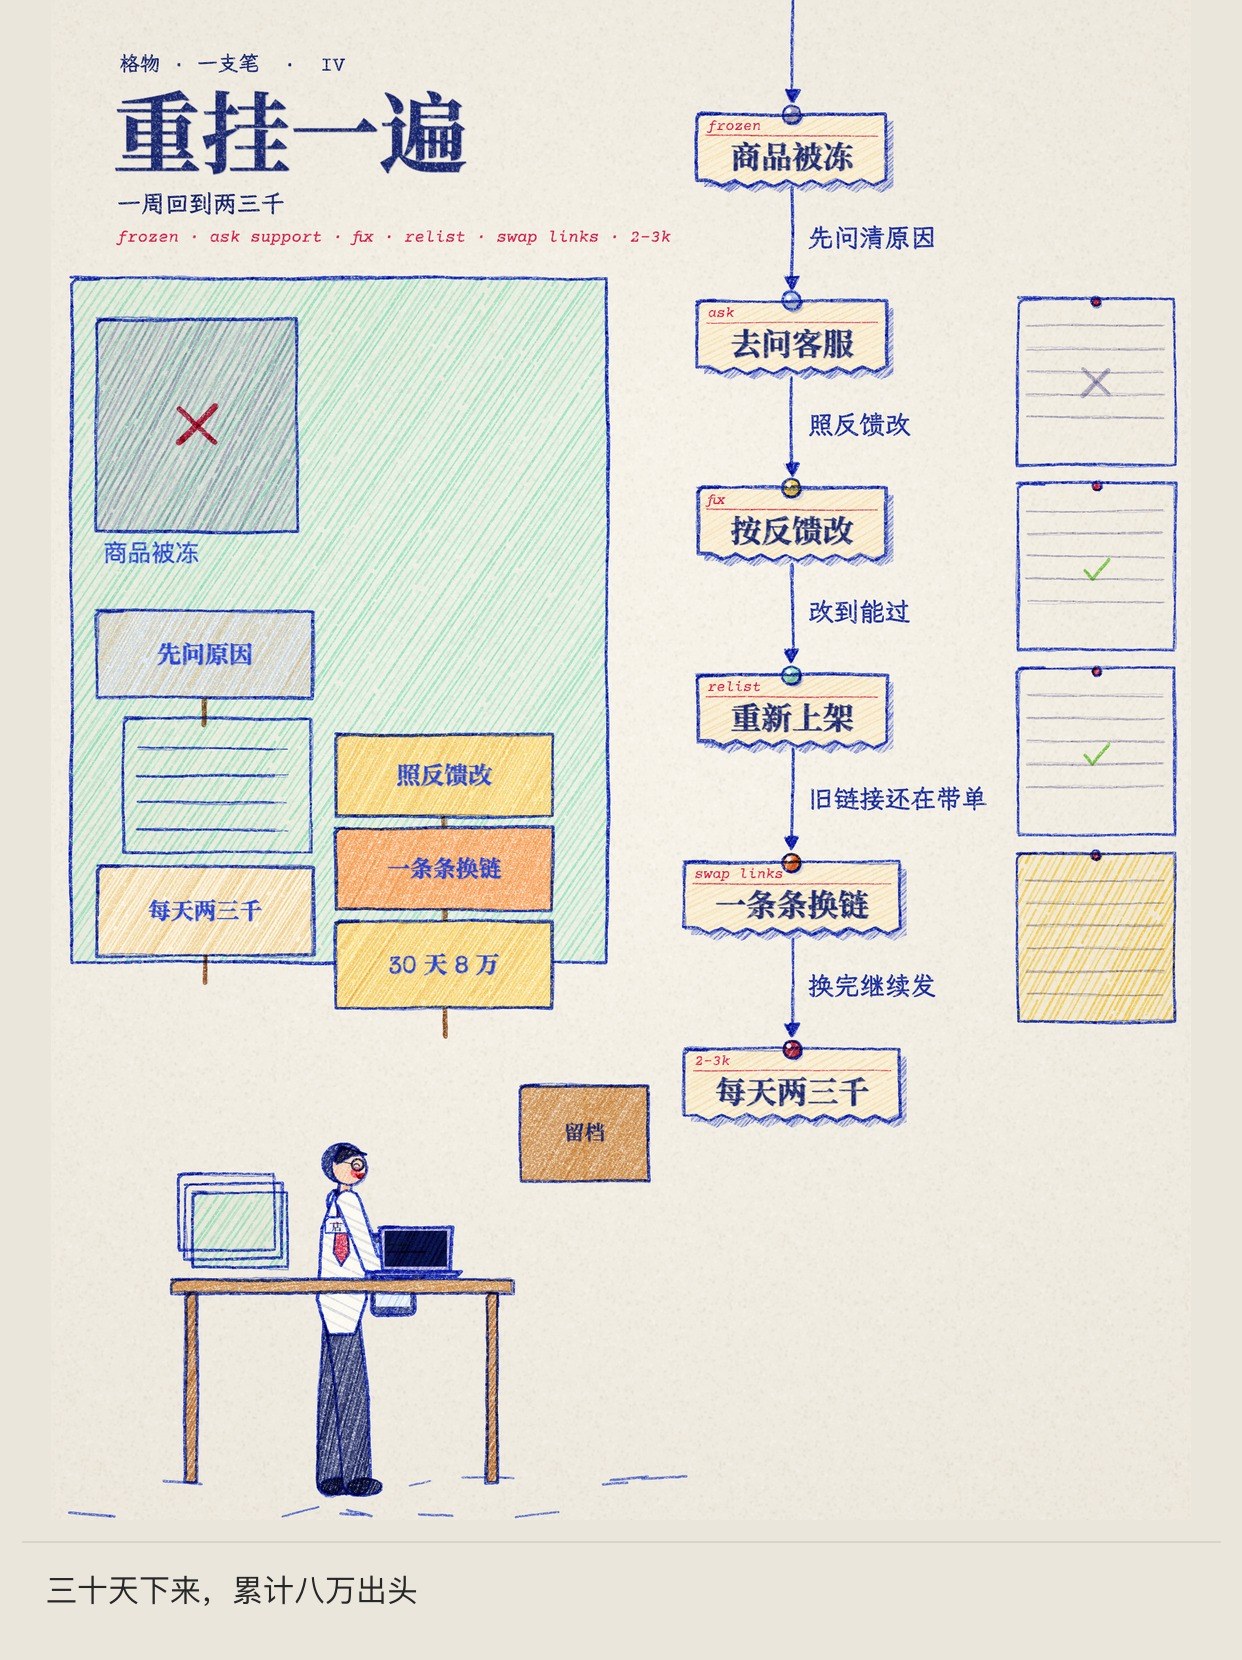 格物 · 一支笔 · IV
重挂一遍
一周回到两三千
frozen · ask support · fix · relist · swap links · 2-3k
商品被冻
先问原因
每天两三千
照反馈改
一条条换链
30 天 8 万
frozen
商品被冻
先问清原因
ask
去问客服
照反馈改
fix
按反馈改
改到能过
relist
重新上架
旧链接还在带单
swap links
一条条换链
换完继续发
2-3k
每天两三千
留档
店
三十天下来，累计八万出头